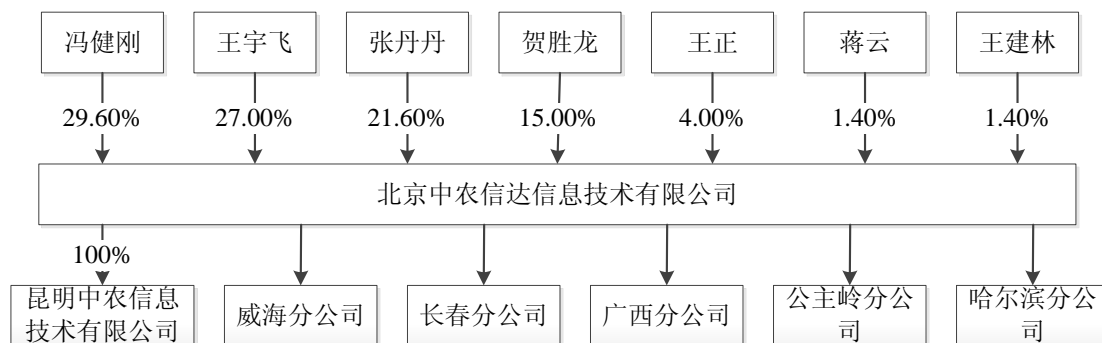 冯健刚
王宇飞
张丹丹
贺胜龙
王正
蒋云
王建林
29.60%
27.00%
21.60%
15.00%
4.00%
1.40%
1.40%
北京中农信达信息技术有限公司
100%
昆明中农信息
技术有限公司
威海分公司
长春分公司
广西分公司
公主岭分公
司
哈尔滨分公
司